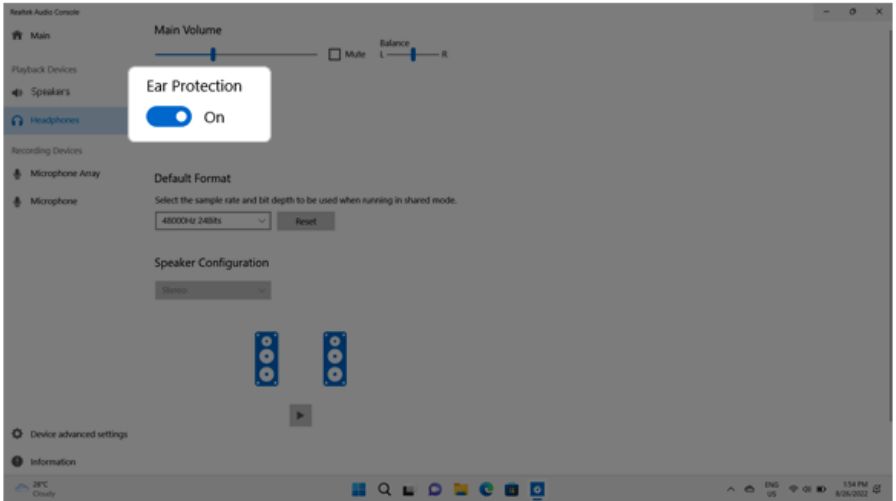 Realtek Audio Console
Main
Playback Devices
Speakers
Headphones
Recording Devices
Microphone Array
Microphone
Device advanced settings
Information
Main Volume
Mute
Balance
L R
Ear Protection
On
Default Format
Select the sample rate and bit depth to be used when running in shared mode.
48000Hz 24Bits
Reset
Speaker Configuration
Stereo
28°C
Cloudy
ENG
US
1:54 PM
8/26/2022